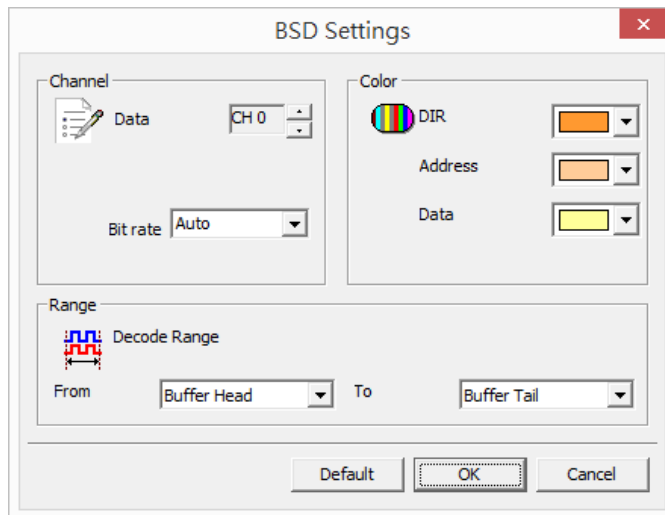 BSD Settings
Channel
Data
CH 0
Bit rate
Auto
Color
DIR
Address
Data
Range
Decode Range
From
Buffer Head
To
Buffer Tail
Default
OK
Cancel